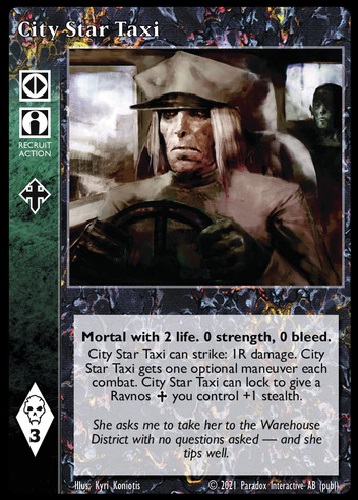 City Star Taxi
RECRUIT
ACTION
Mortal with 2 life. 0 strength, 0 bleed.
City Star Taxi can strike: 1R damage. City
Star Taxi gets one optional maneuver each
combat. City Star Taxi can lock to give a
Ravnos you control +1 stealth.
She asks me to take her to the Warehouse
District with no questions asked — and she
tips well.
3
Illus: Kyri Koniotis
© 2021 Paradox Interactive AB (publ)